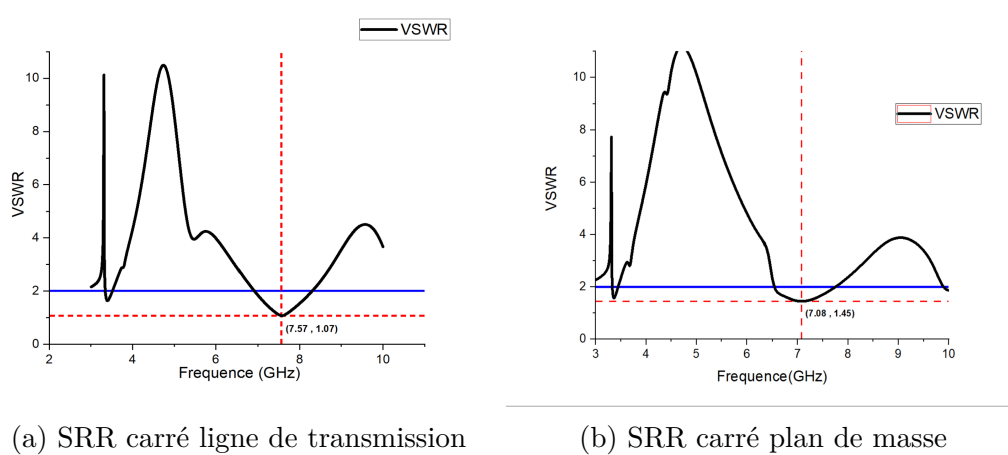 VSWR
10
8
6
4
2
0
VSWR
(7.57 , 1.07)
2 4 6 8 10
Frequence (GHz)
(a) SRR carré ligne de transmission
VSWR
10
8
6
4
2
0
VSWR
(7.08 , 1.45)
3 4 5 6 7 8 9 10
Frequence(GHz)
(b) SRR carré plan de masse